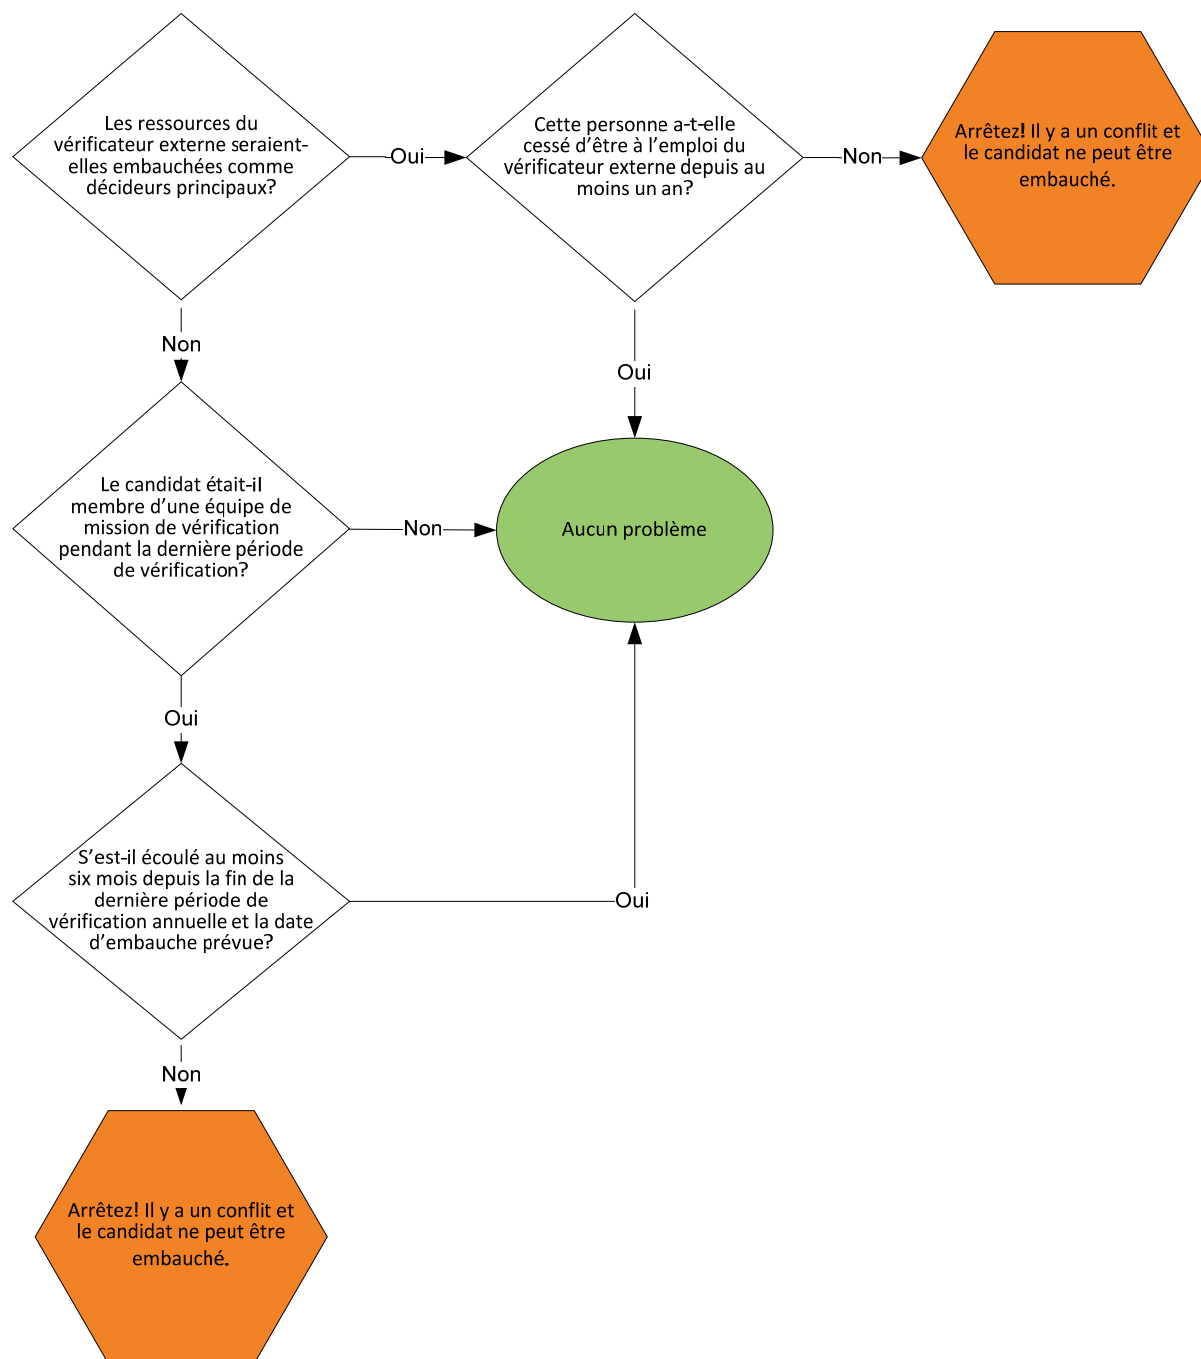 Les ressources du
vérificateur externe seraient-
elles embauchées comme
décideurs principaux?
Oui
Cette personne a-t-elle
cessé d'être à l'emploi du
vérificateur externe depuis au
moins un an?
Non
Arrêtez! Il y a un conflit et
le candidat ne peut être
embauché.
Non
Oui
Le candidat était-il
membre d'une équipe de
mission de vérification
pendant la dernière période
de vérification?
Non
Aucun problème
Oui
S'est-il écoulé au moins
six mois depuis la fin de la
dernière période de
vérification annuelle et la date
d'embauche prévue?
Oui
Non
Arrêtez! Il y a un conflit et
le candidat ne peut être
embauché.